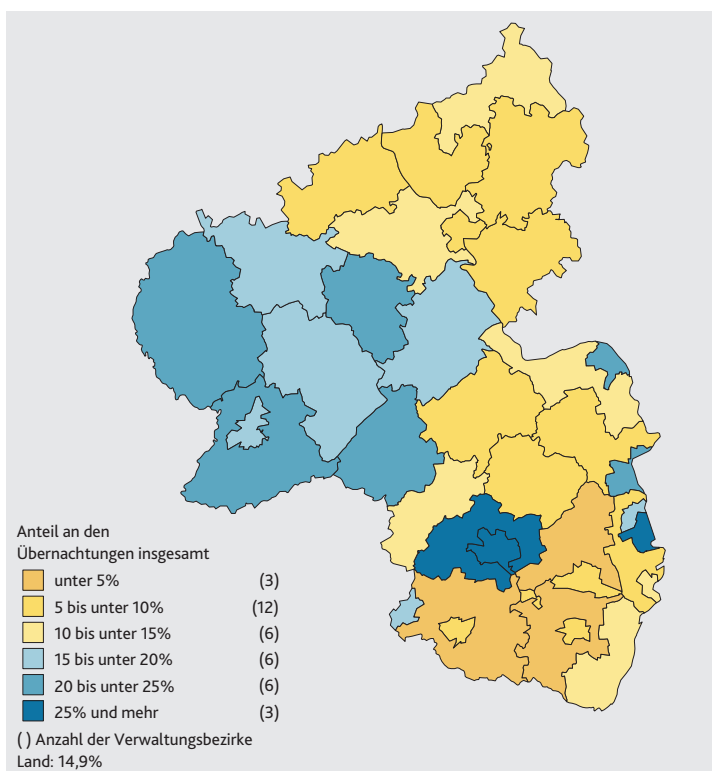 Anteil an den
Übernachtungen insgesamt
unter 5% (3)
5 bis unter 10% (12)
10 bis unter 15% (6)
15 bis unter 20% (6)
20 bis unter 25% (6)
25% und mehr (3)
( ) Anzahl der Verwaltungsbezirke
Land: 14,9%